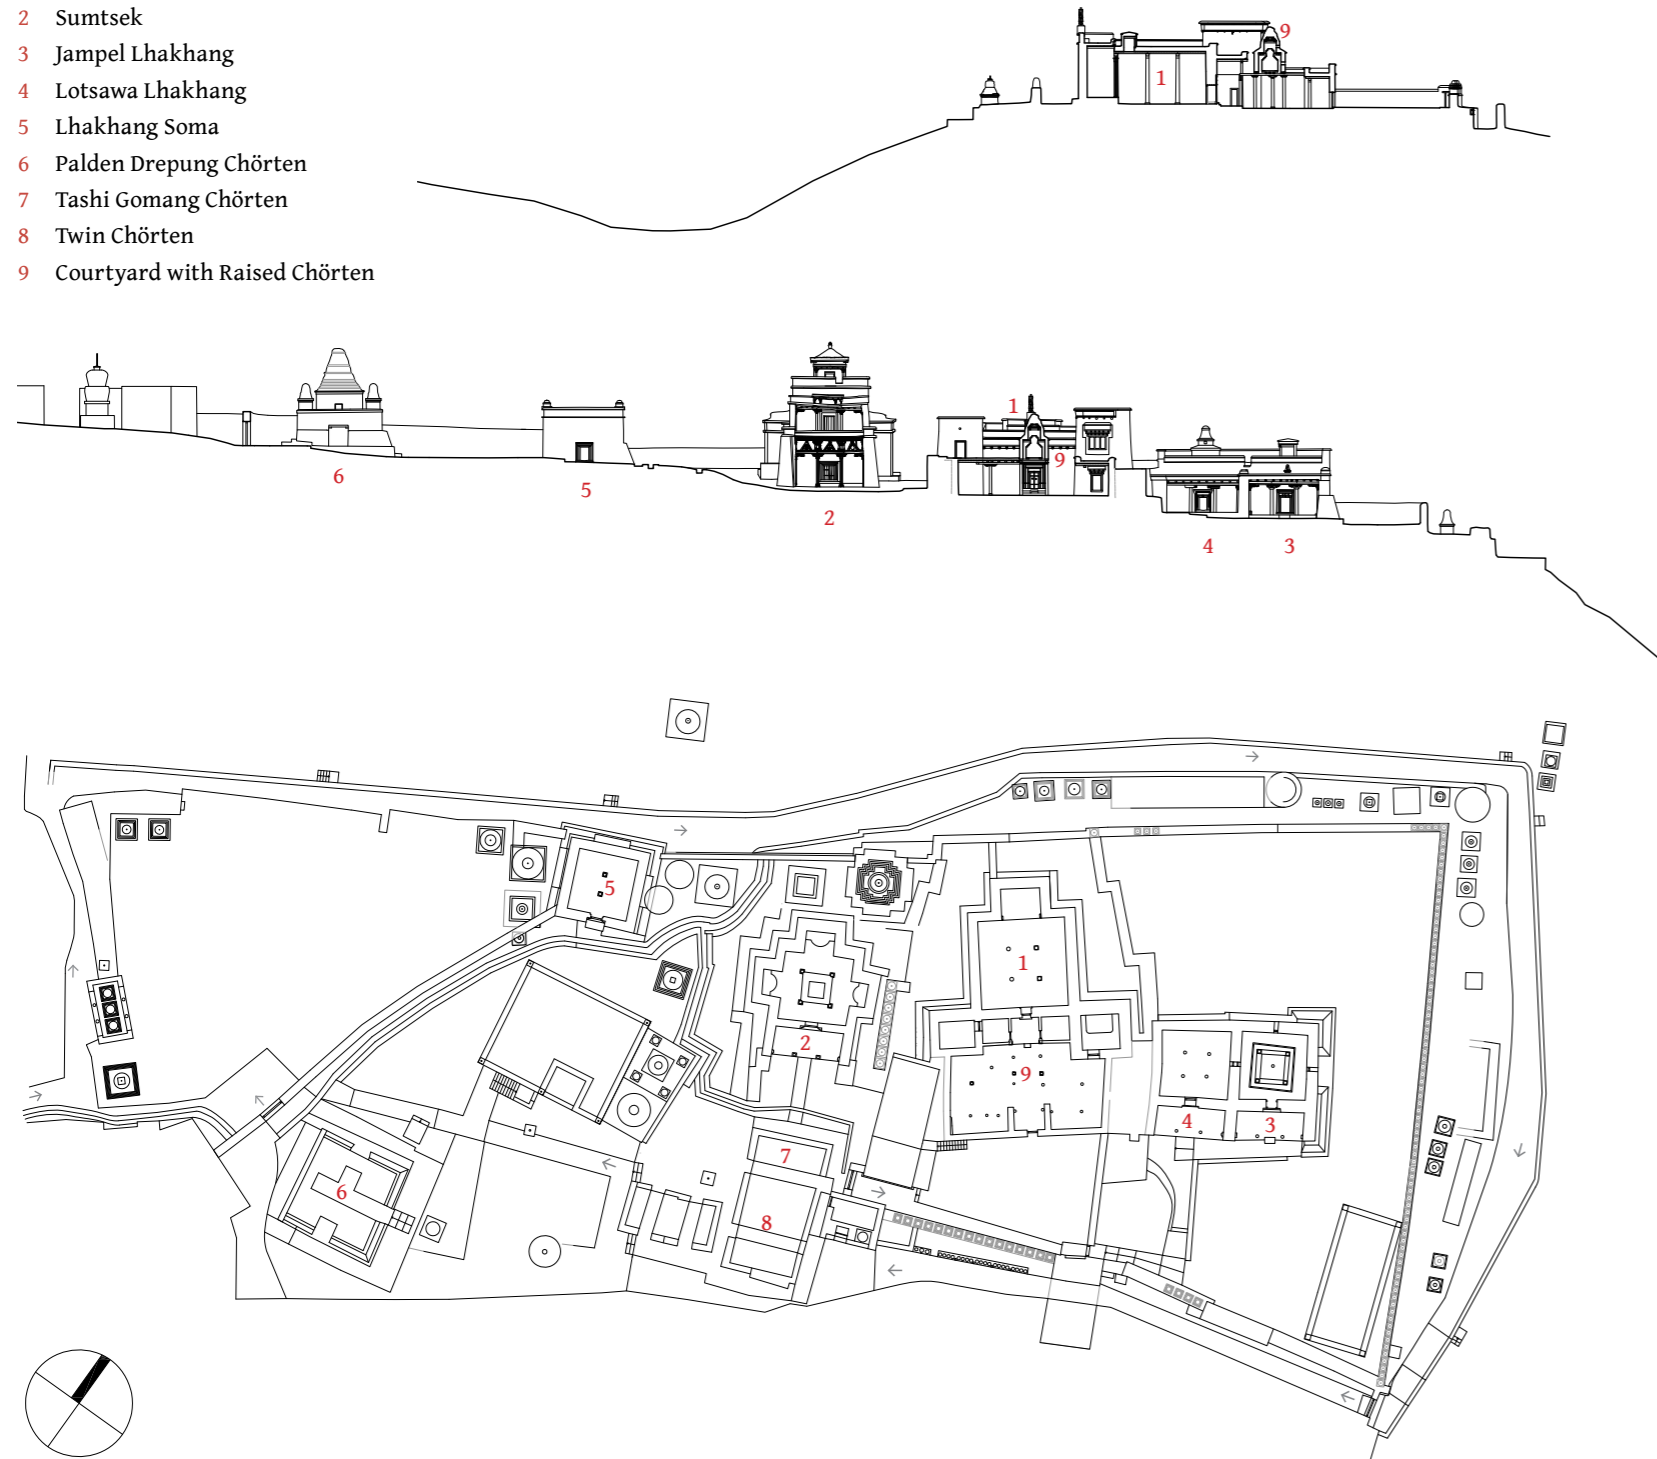 2 Sumtsek
3 Jampel Lhakhang
4 Lotsawa Lhakhang
5 Lhakhang Soma
6 Palden Drepung Chörten
7 Tashi Gomang Chörten
8 Twin Chörten
9 Courtyard with Raised Chörten
9
1
1
9
6
5
2
4
3
5
1
2
9
4
3
7
6
8